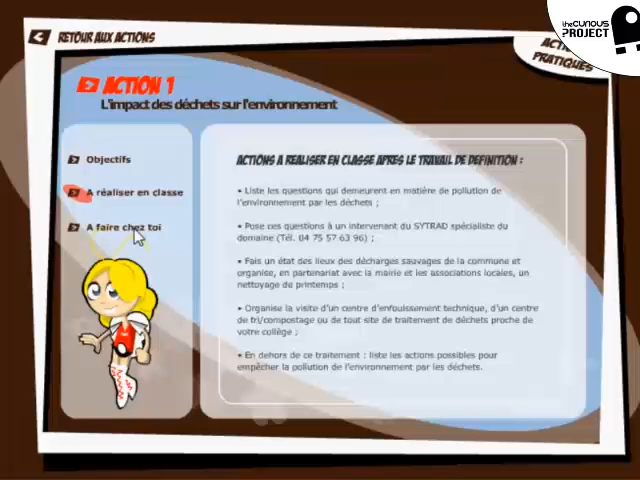 RETOUR AUX ACTIONS
theCURIOUS
PROJECT
PRATIQUES
ACTION 1
L'impact des déchets sur l'environnement
Objectifs
A réaliser en classe
A faire chez toi
ACTIONS A REALISER EN CLASSE APRES LE TRAVAIL DE DEFINITION :
• Liste les questions qui demeurent en matière de pollution de
l'environnement par les déchets ;
• Pose ces questions à un intervenant du SYTRAD spécialiste du
domaine (Tél. 04 75 57 63 96) ;
• Fais un état des lieux des décharges sauvages de la commune et
organise, en partenariat avec la mairie et les associations locales, un
nettoyage de printemps ;
• Organise la visite d'un centre d'enfouissement technique, d'un centre
de tri/compostage ou de tout site de traitement de déchets proche de
votre collège ;
• En dehors de ce traitement : liste les actions possibles pour
empêcher la pollution de l'environnement par les déchets.